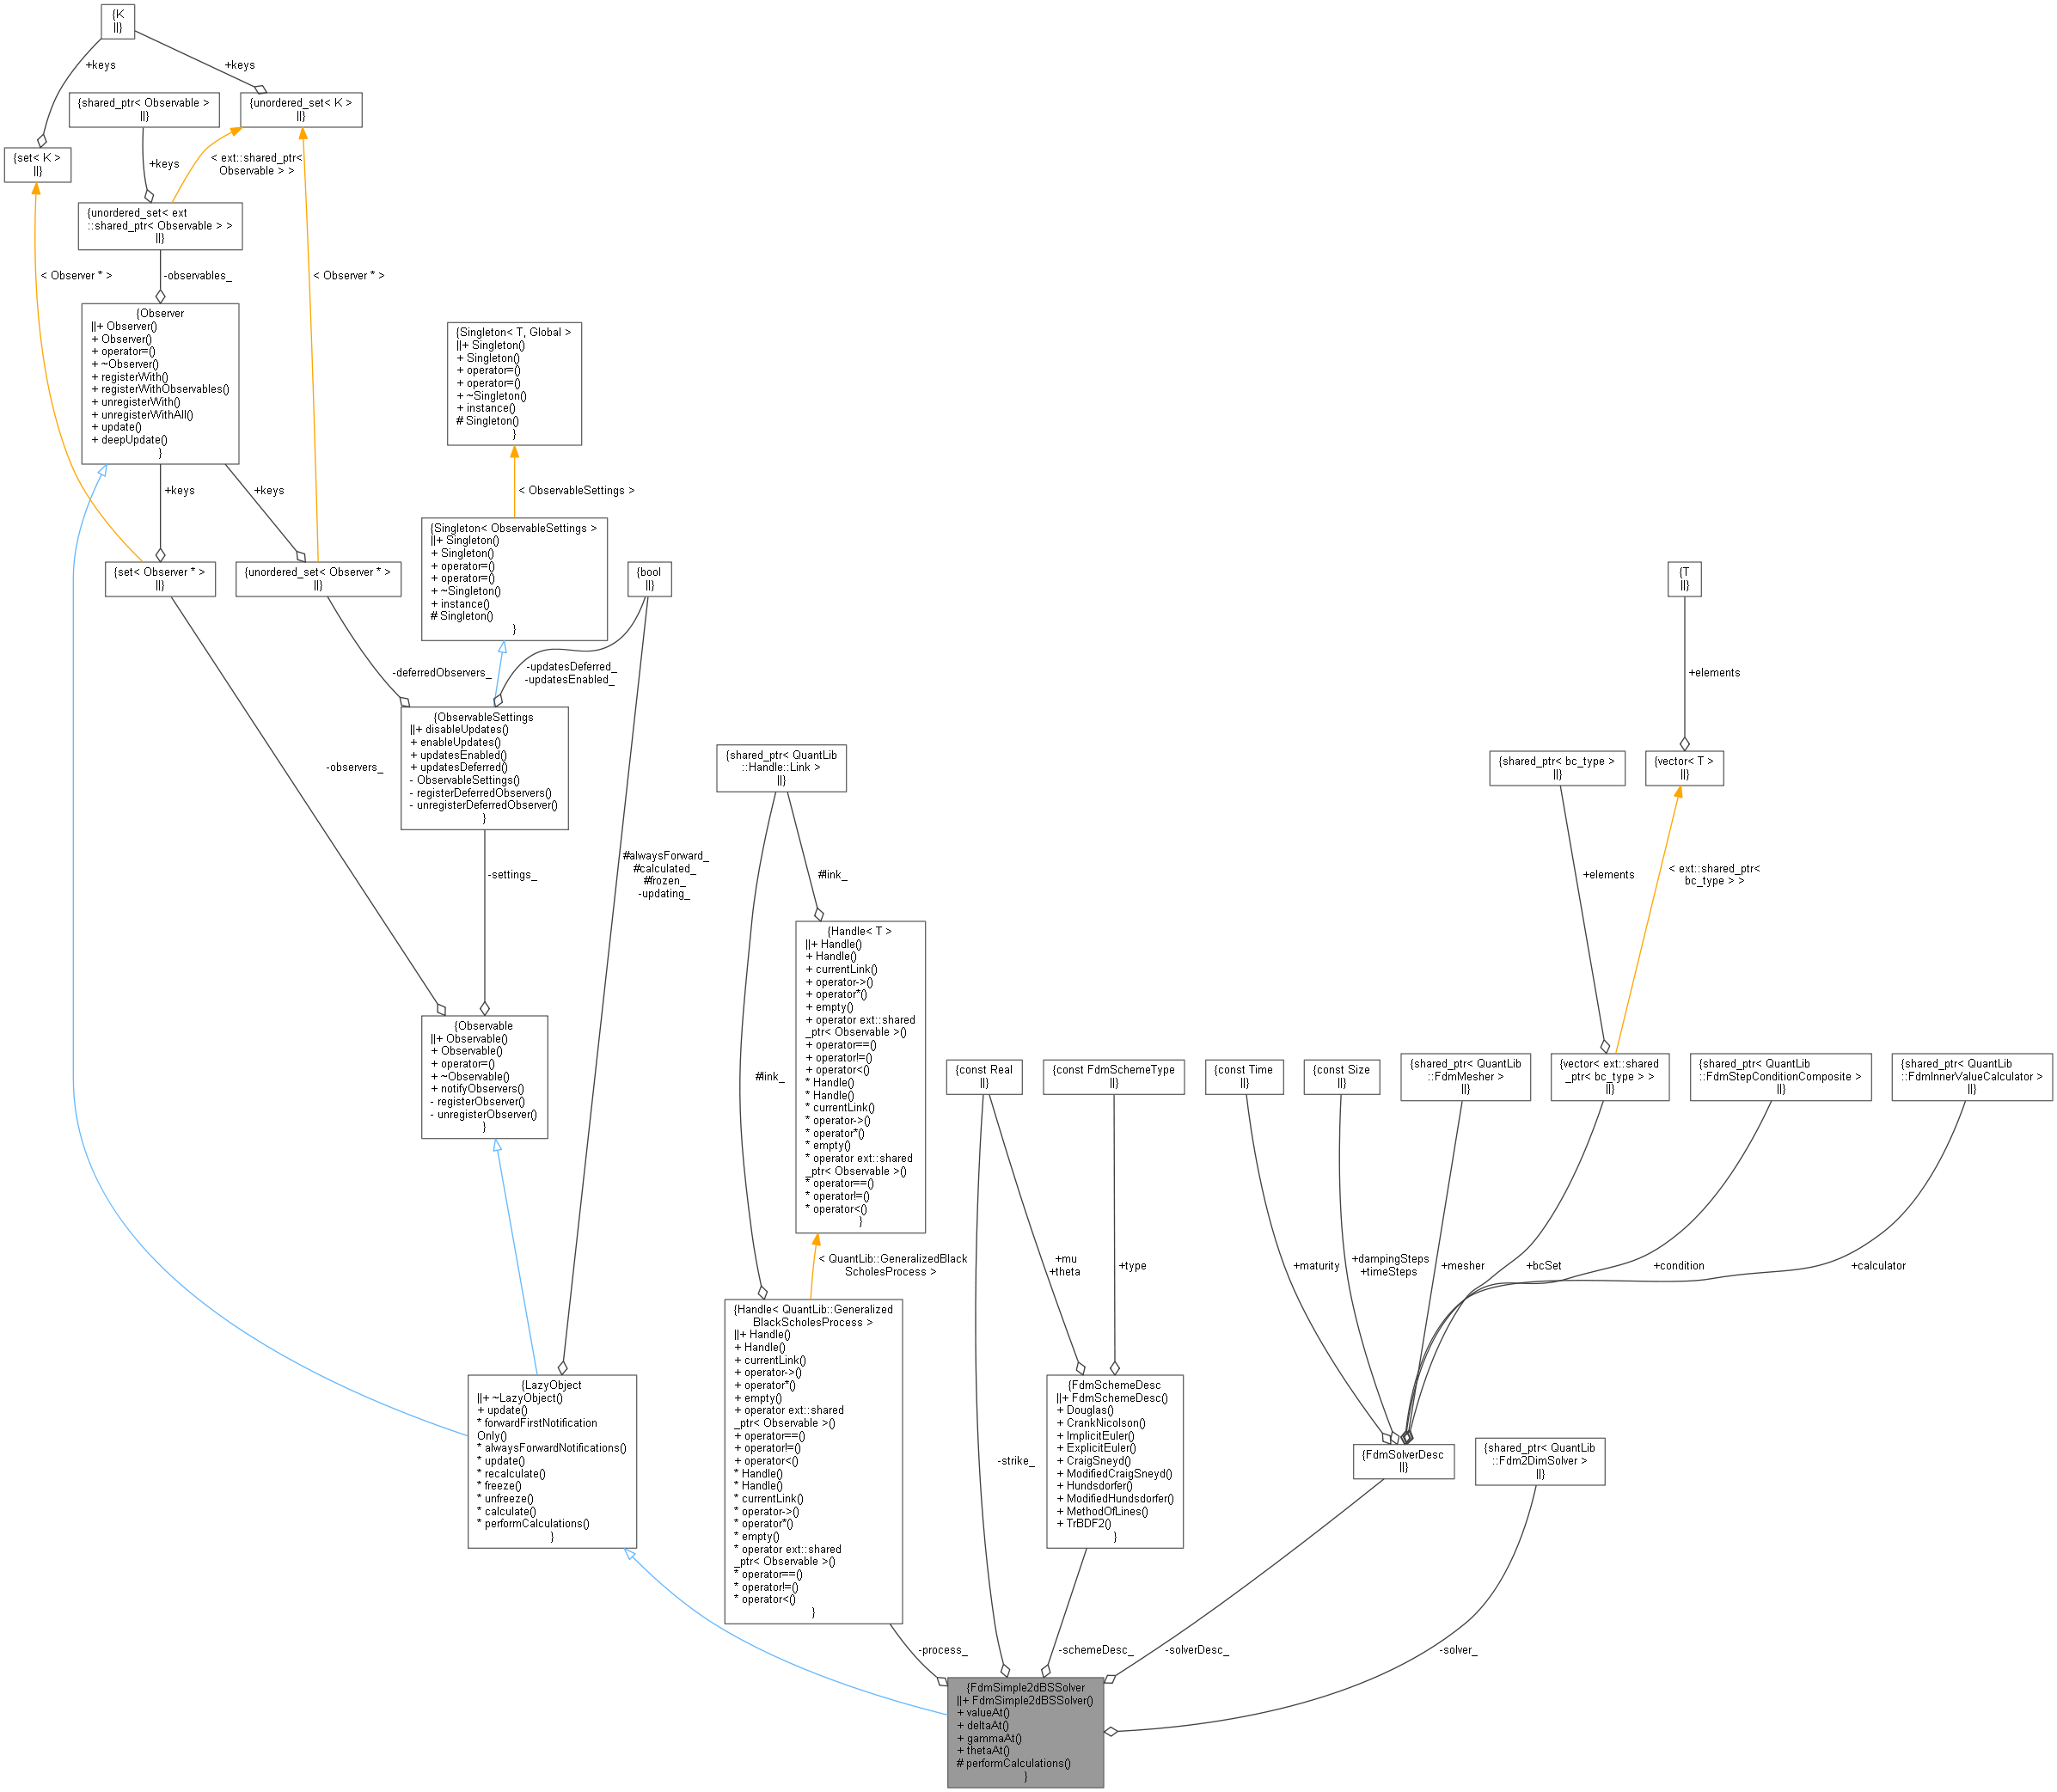 {K
||}
+keys
+keys
{shared_ptr< Observable >
||}
{unordered_set< K >
||}
{set< K >
||}
+keys
< ext::shared_ptr<
Observable > >
{unordered_set< ext
::shared_ptr< Observable > >
||}
< Observer * >
-observables_
< Observer * >
{Observer
||+ Observer()
+ Observer()
+ operator=()
+ ~Observer()
+ registerWith()
+ registerWithObservables()
+ unregisterWith()
+ unregisterWithAll()
+ update()
+ deepUpdate()
}
{Singleton< T, Global >
||+ Singleton()
+ Singleton()
+ operator=()
+ operator=()
+ ~Singleton()
+ instance()
# Singleton()
}
+keys
+keys
< ObservableSettings >
{Singleton< ObservableSettings >
||+ Singleton()
+ Singleton()
+ operator=()
+ operator=()
+ ~Singleton()
+ instance()
# Singleton()
}
{set< Observer * >
||}
{unordered_set< Observer * >
||}
{bool
||}
{T
||}
-deferredObservers_
-updatesDeferred_
-updatesEnabled_
+elements
{ObservableSettings
||+ disableUpdates()
+ enableUpdates()
+ updatesEnabled()
+ updatesDeferred()
- ObservableSettings()
- registerDeferredObservers()
- unregisterDeferredObserver()
}
-observers_
{shared_ptr< QuantLib
::Handle::Link >
||}
{shared_ptr< bc_type >
||}
{vector< T >
||}
-settings_
#alwaysForward_
#calculated_
#frozen_
-updating_
#link_
+elements
< ext::shared_ptr<
bc_type > >
{Handle< T >
||+ Handle()
+ Handle()
+ currentLink()
+ operator->()
+ operator*()
+ empty()
+ operator ext::shared
_ptr< Observable >()
+ operator==()
+ operator!=()
+ operator<()
* Handle()
* Handle()
* currentLink()
* operator->()
* operator*()
* empty()
* operator ext::shared
_ptr< Observable >()
* operator==()
* operator!=()
* operator<()
}
{Observable
||+ Observable()
+ Observable()
+ operator=()
+ ~Observable()
+ notifyObservers()
- registerObserver()
- unregisterObserver()
}
#link_
{const Real
||}
{const FdmSchemeType
||}
{const Time
||}
{const Size
||}
{shared_ptr< QuantLib
::FdmMesher >
||}
{vector< ext::shared
_ptr< bc_type > >
||}
{shared_ptr< QuantLib
::FdmStepConditionComposite >
||}
{shared_ptr< QuantLib
::FdmInnerValueCalculator >
||}
< QuantLib::GeneralizedBlack
ScholesProcess >
+mu
+theta
+type
+maturity
+dampingSteps
+timeSteps
+mesher
+bcSet
+condition
+calculator
{Handle< QuantLib::Generalized
BlackScholesProcess >
||+ Handle()
+ Handle()
+ currentLink()
+ operator->()
+ operator*()
+ empty()
+ operator ext::shared
_ptr< Observable >()
+ operator==()
+ operator!=()
+ operator<()
* Handle()
* Handle()
* currentLink()
* operator->()
* operator*()
* empty()
* operator ext::shared
_ptr< Observable >()
* operator==()
* operator!=()
* operator<()
}
{LazyObject
||+ ~LazyObject()
+ update()
* forwardFirstNotification
Only()
* alwaysForwardNotifications()
* update()
* recalculate()
* freeze()
* unfreeze()
* calculate()
* performCalculations()
}
-strike_
{FdmSchemeDesc
||+ FdmSchemeDesc()
+ Douglas()
+ CrankNicolson()
+ ImplicitEuler()
+ ExplicitEuler()
+ CraigSneyd()
+ ModifiedCraigSneyd()
+ Hundsdorfer()
+ ModifiedHundsdorfer()
+ MethodOfLines()
+ TrBDF2()
}
{FdmSolverDesc
||}
{shared_ptr< QuantLib
::Fdm2DimSolver >
||}
-process_
-schemeDesc_
-solverDesc_
-solver_
{FdmSimple2dBSSolver
||+ FdmSimple2dBSSolver()
+ valueAt()
+ deltaAt()
+ gammaAt()
+ thetaAt()
# performCalculations()
}